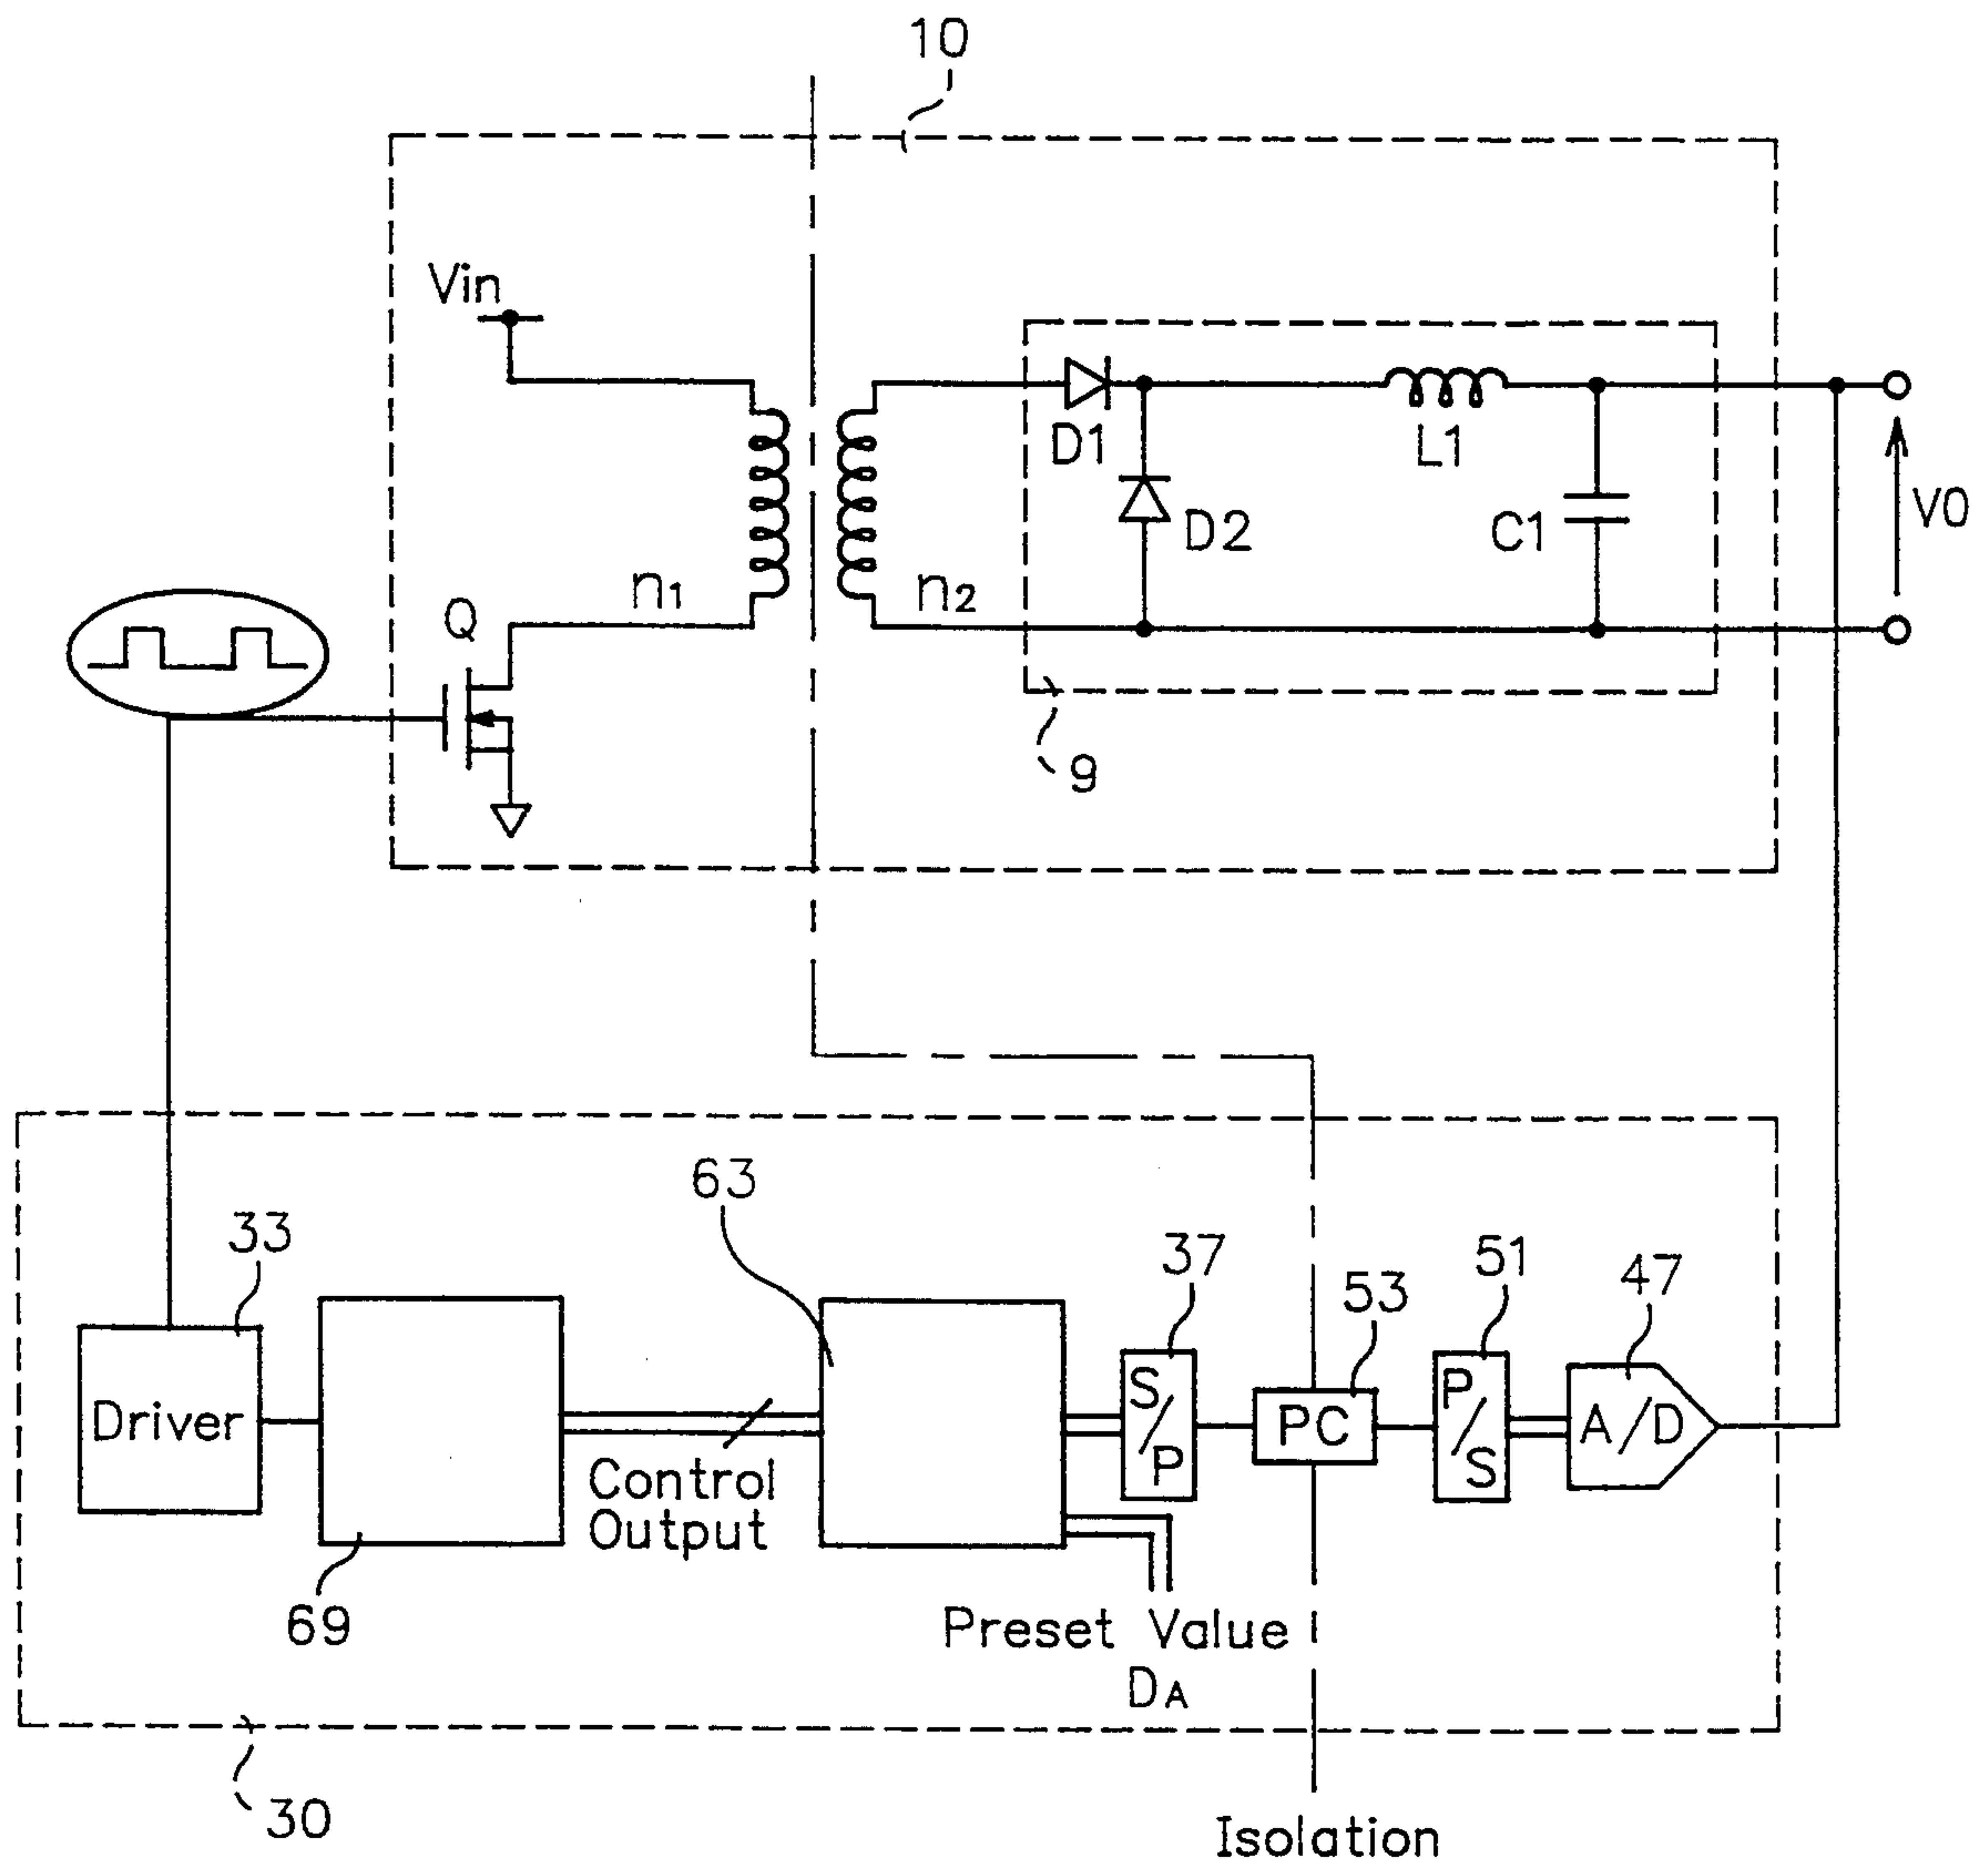 10
Vin
D1
L1
D2
C1
V0
n1
n2
Q
9
63
33
37
53
51
47
Driver
S/P
PC
P/S
A/D
Control
Output
69
Preset Value
DA
30
Isolation